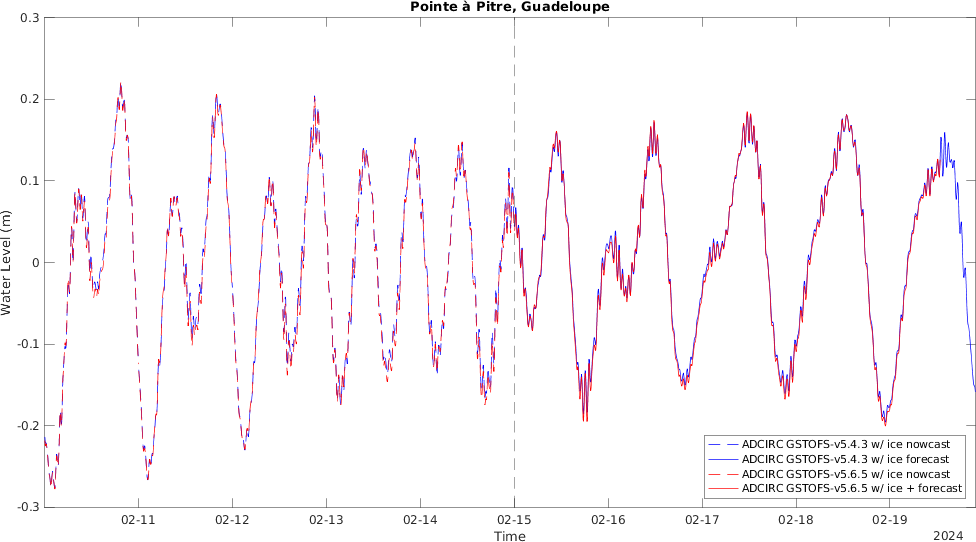 Pointe à Pitre, Guadeloupe
0.3
0.2
0.1
0
-0.1
-0.2
-0.3
Water Level (m)
ADCIRC GSTOFS-v5.4.3 w/ ice nowcast
ADCIRC GSTOFS-v5.4.3 w/ ice forecast
ADCIRC GSTOFS-v5.6.5 w/ ice nowcast
ADCIRC GSTOFS-v5.6.5 w/ ice + forecast
02-11 02-12 02-13 02-14 02-15 02-16 02-17 02-18 02-19
Time
2024